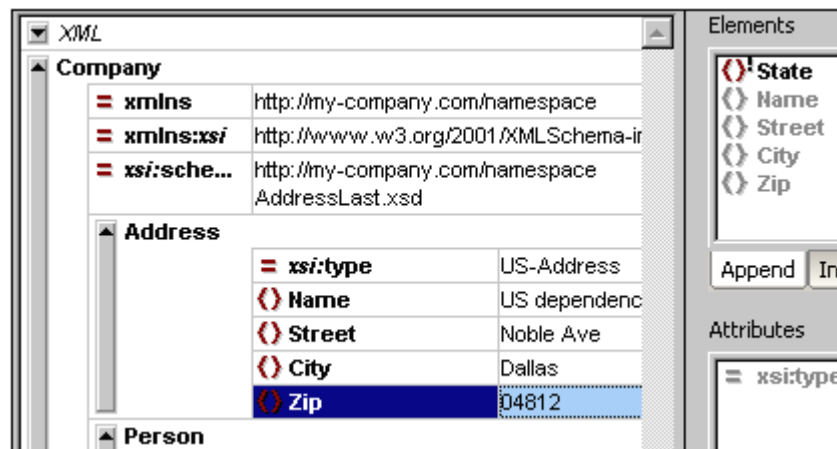 XML
Company
= xmlns http://my-company.com/namespace
= xmlns:xsi http://www.w3.org/2001/XMLSchema-in
= xsi:sche... http://my-company.com/namespace
AddressLast.xsd
Address
= xsi:type US-Address
Name US dependenc
Street Noble Ave
City Dallas
Zip 04812
Person
Elements
State
Name
Street
City
Zip
Append In
Attributes
= xsi:type